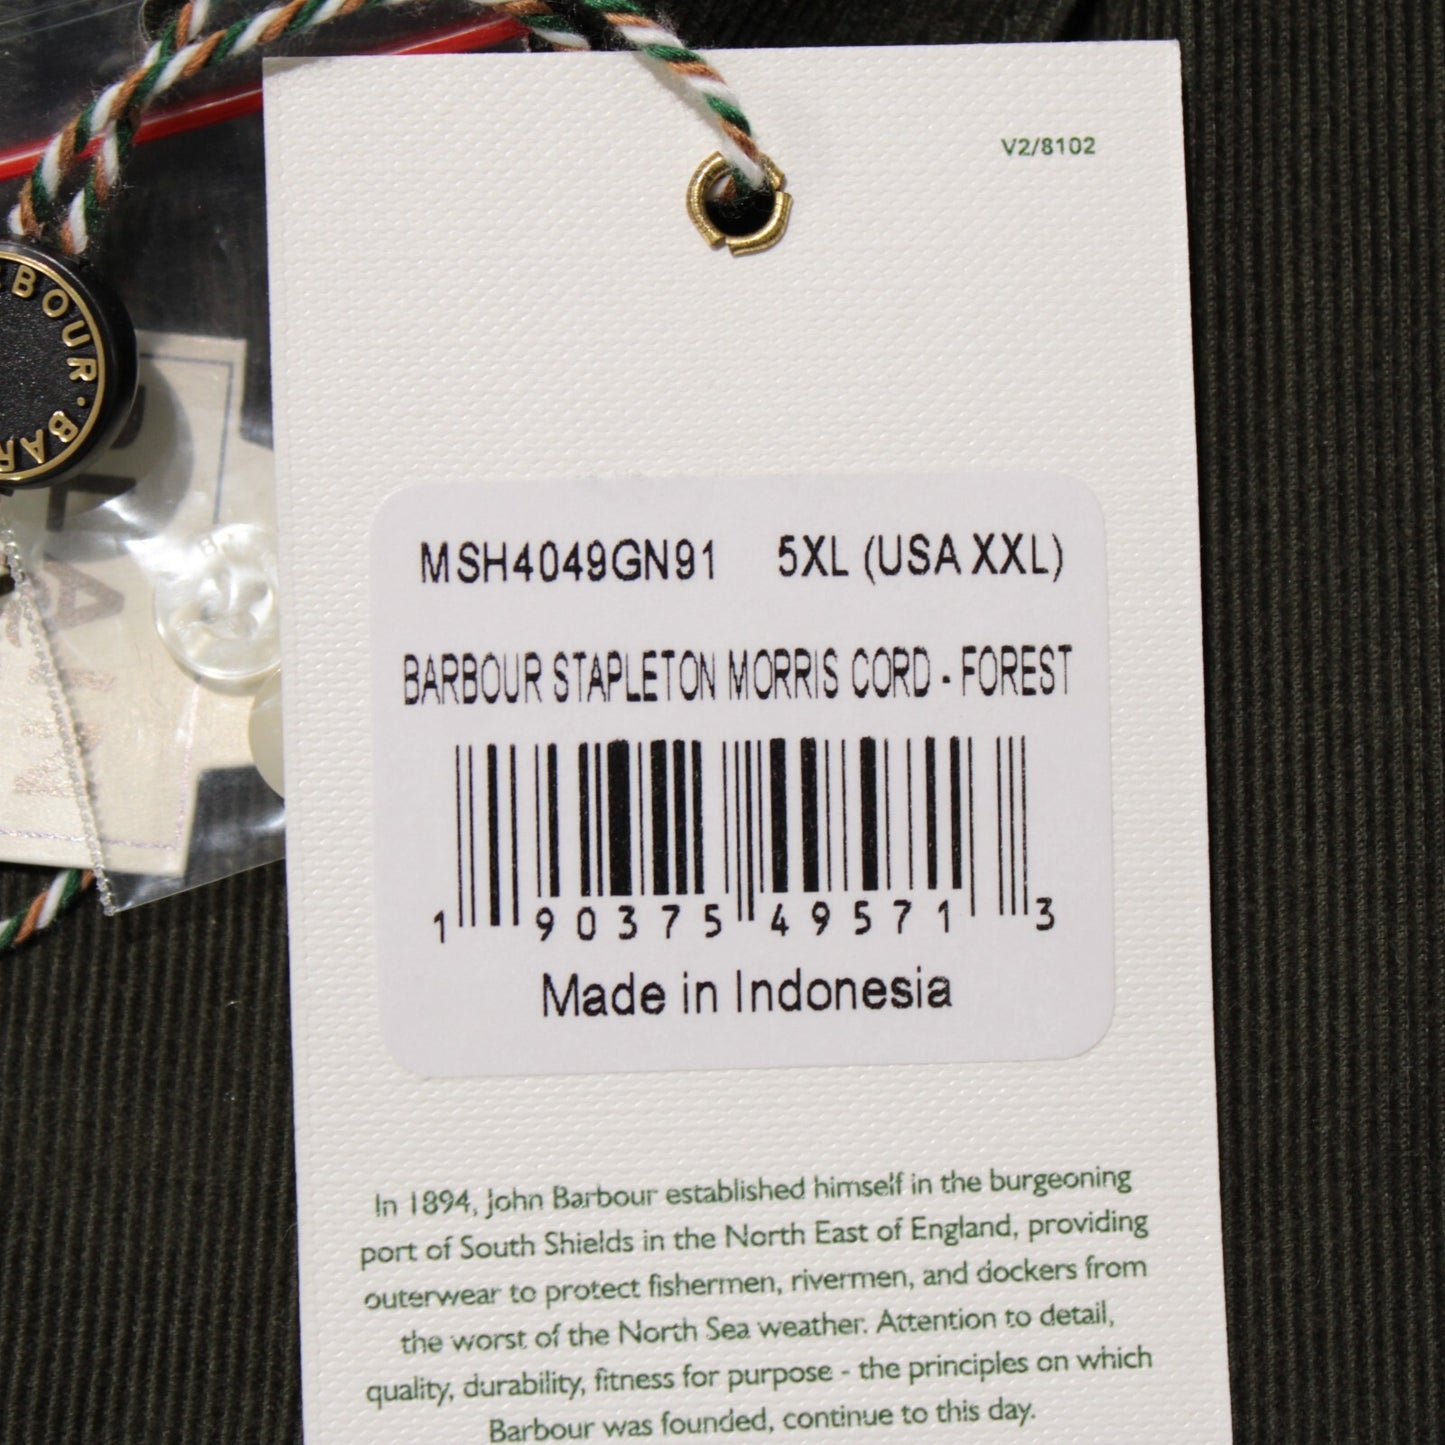 V2/8102
BOUR · BAR
MSH4049GN91 5XL (USA XXL)
BARBOUR STAPLETON MORRIS CORD - FOREST
1 90375 49571 3
Made in Indonesia
In 1894, John Barbour established himself in the burgeoning
port of South Shields in the North East of England, providing
outerwear to protect fishermen, rivermen, and dockers from
the worst of the North Sea weather. Attention to detail,
quality, durability, fitness for purpose - the principles on which
Barbour was founded, continue to this day.